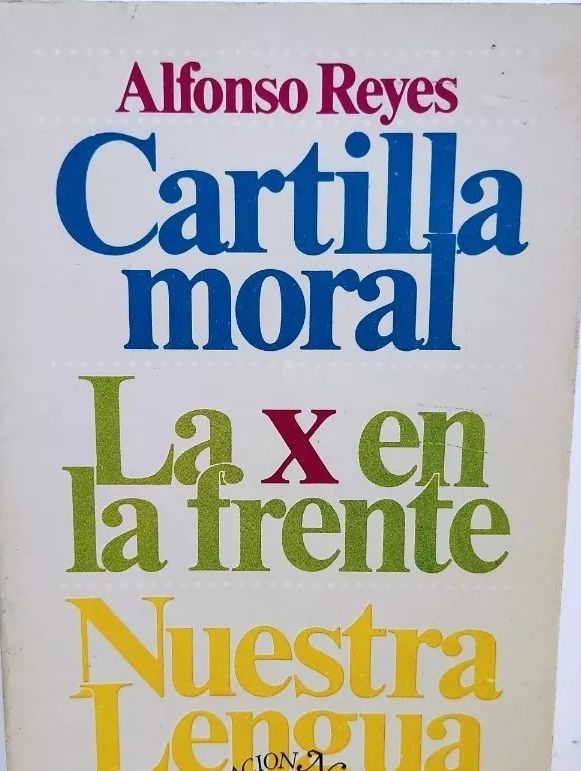 Alfonso Reyes
Cartilla
moral
La x en
la frente
Nuestra
Lengua